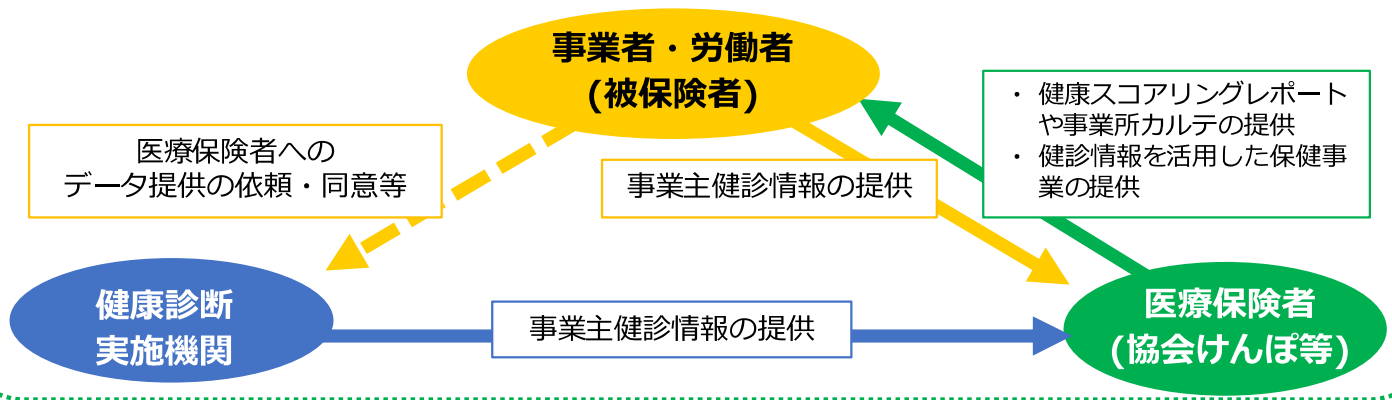 事業者・労働者
(被保険者)
医療保険者への
データ提供の依頼・同意等
事業主健診情報の提供
・ 健康スコアリングレポート
や事業所カルテの提供
・ 健診情報を活用した保健事
業の提供
健康診断
実施機関
事業主健診情報の提供
医療保険者
(協会けんぽ等)